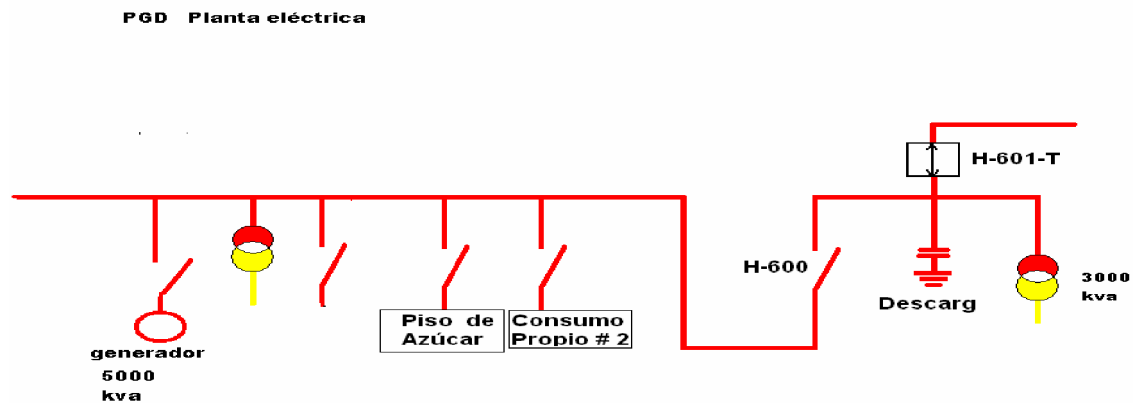 PGD Planta eléctrica
H-601-T
H-600
Descarg
3000
kva
Piso de
Azúcar
Consumo
Propio # 2
generador
5000
kva